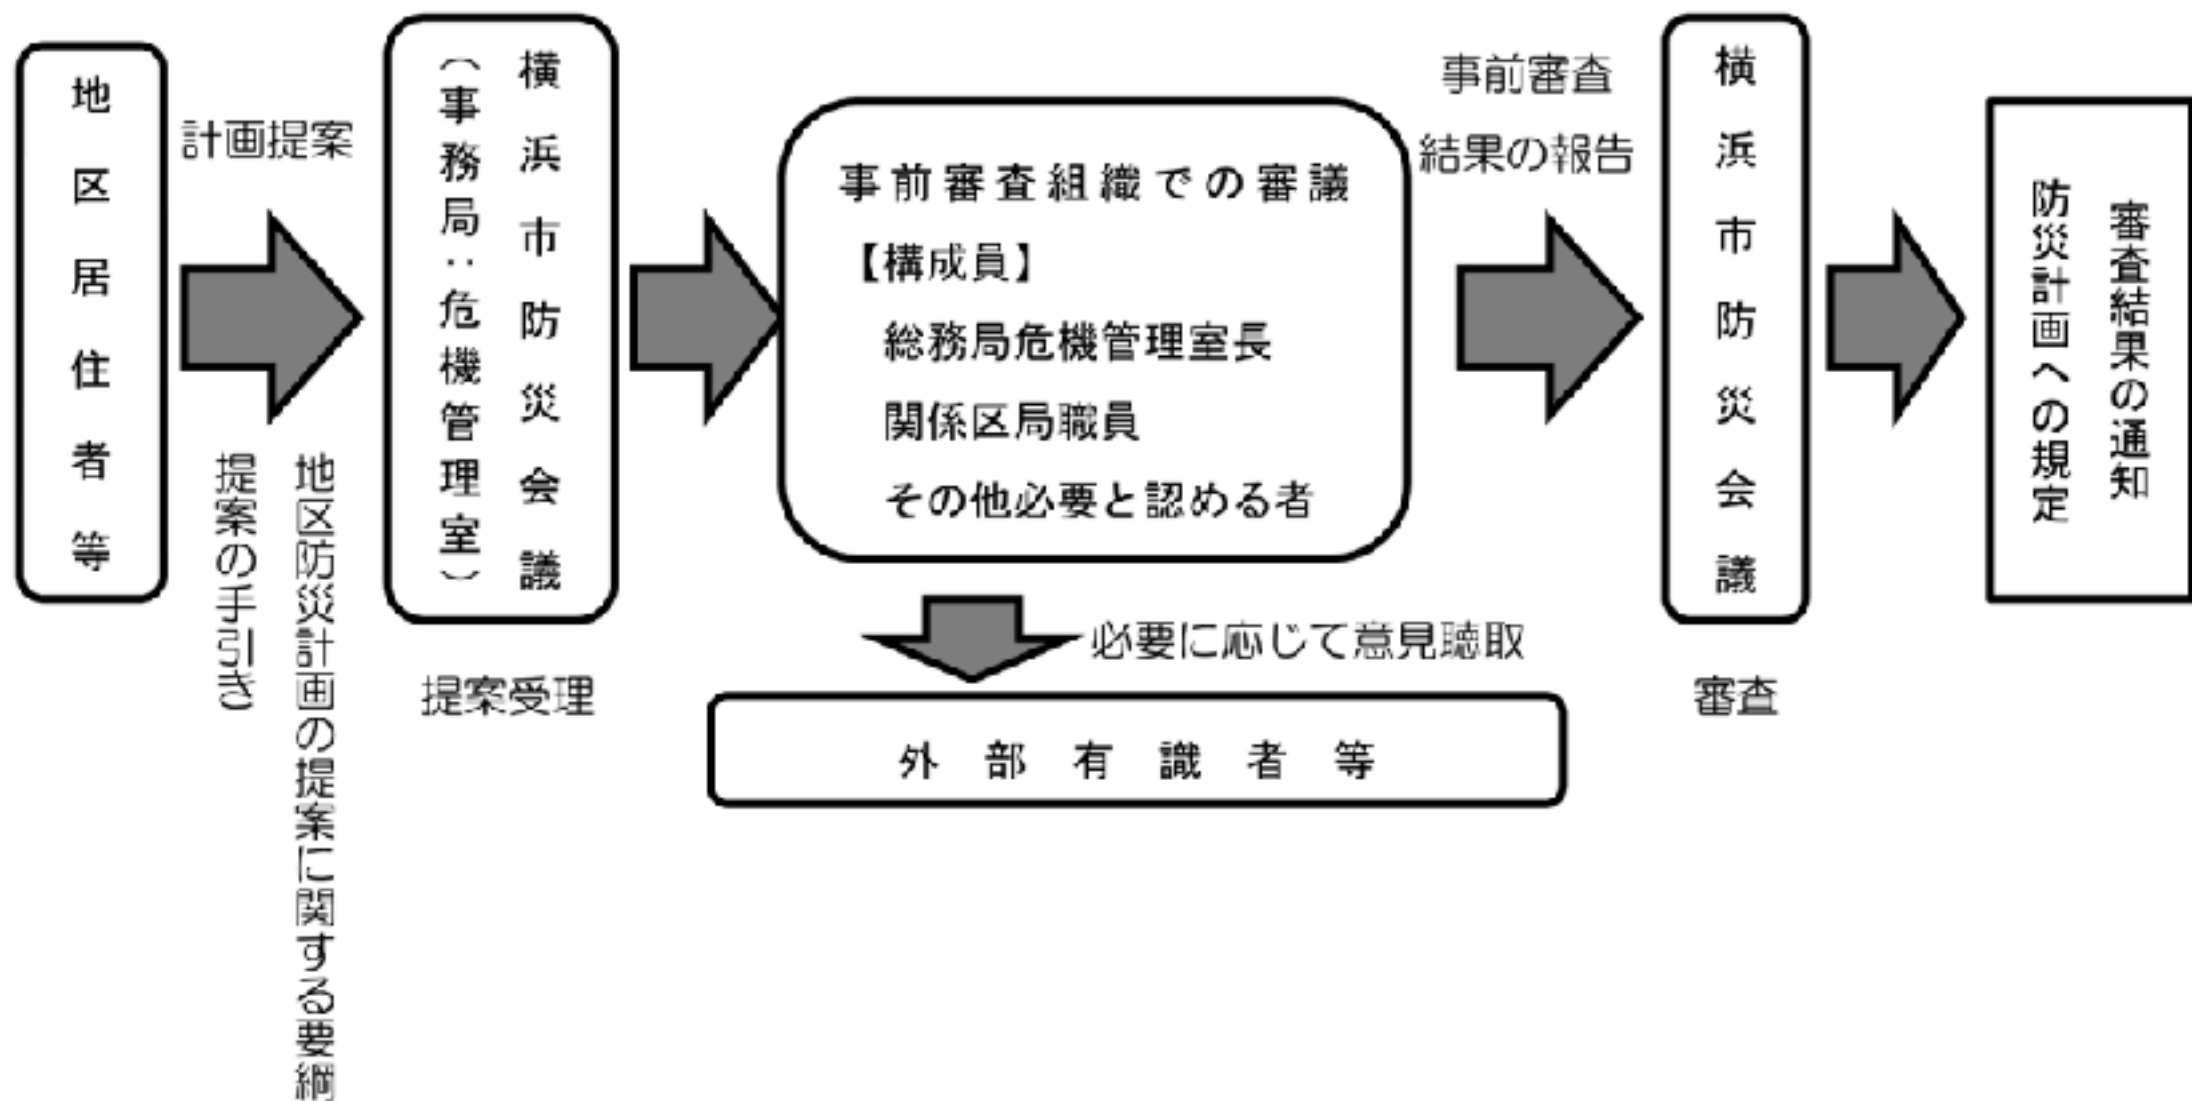 地区居住者等
計画提案
地区防災計画の提案に関する要綱
提案の手引き
横浜市防災会議
（事務局：危機管理室）
提案受理
事前審査組織での審議
【構成員】
総務局危機管理室長
関係区局職員
その他必要と認める者
必要に応じて意見聴取
外部有識者等
事前審査
結果の報告
横浜市防災会議
審査
審査結果の通知
防災計画への規定